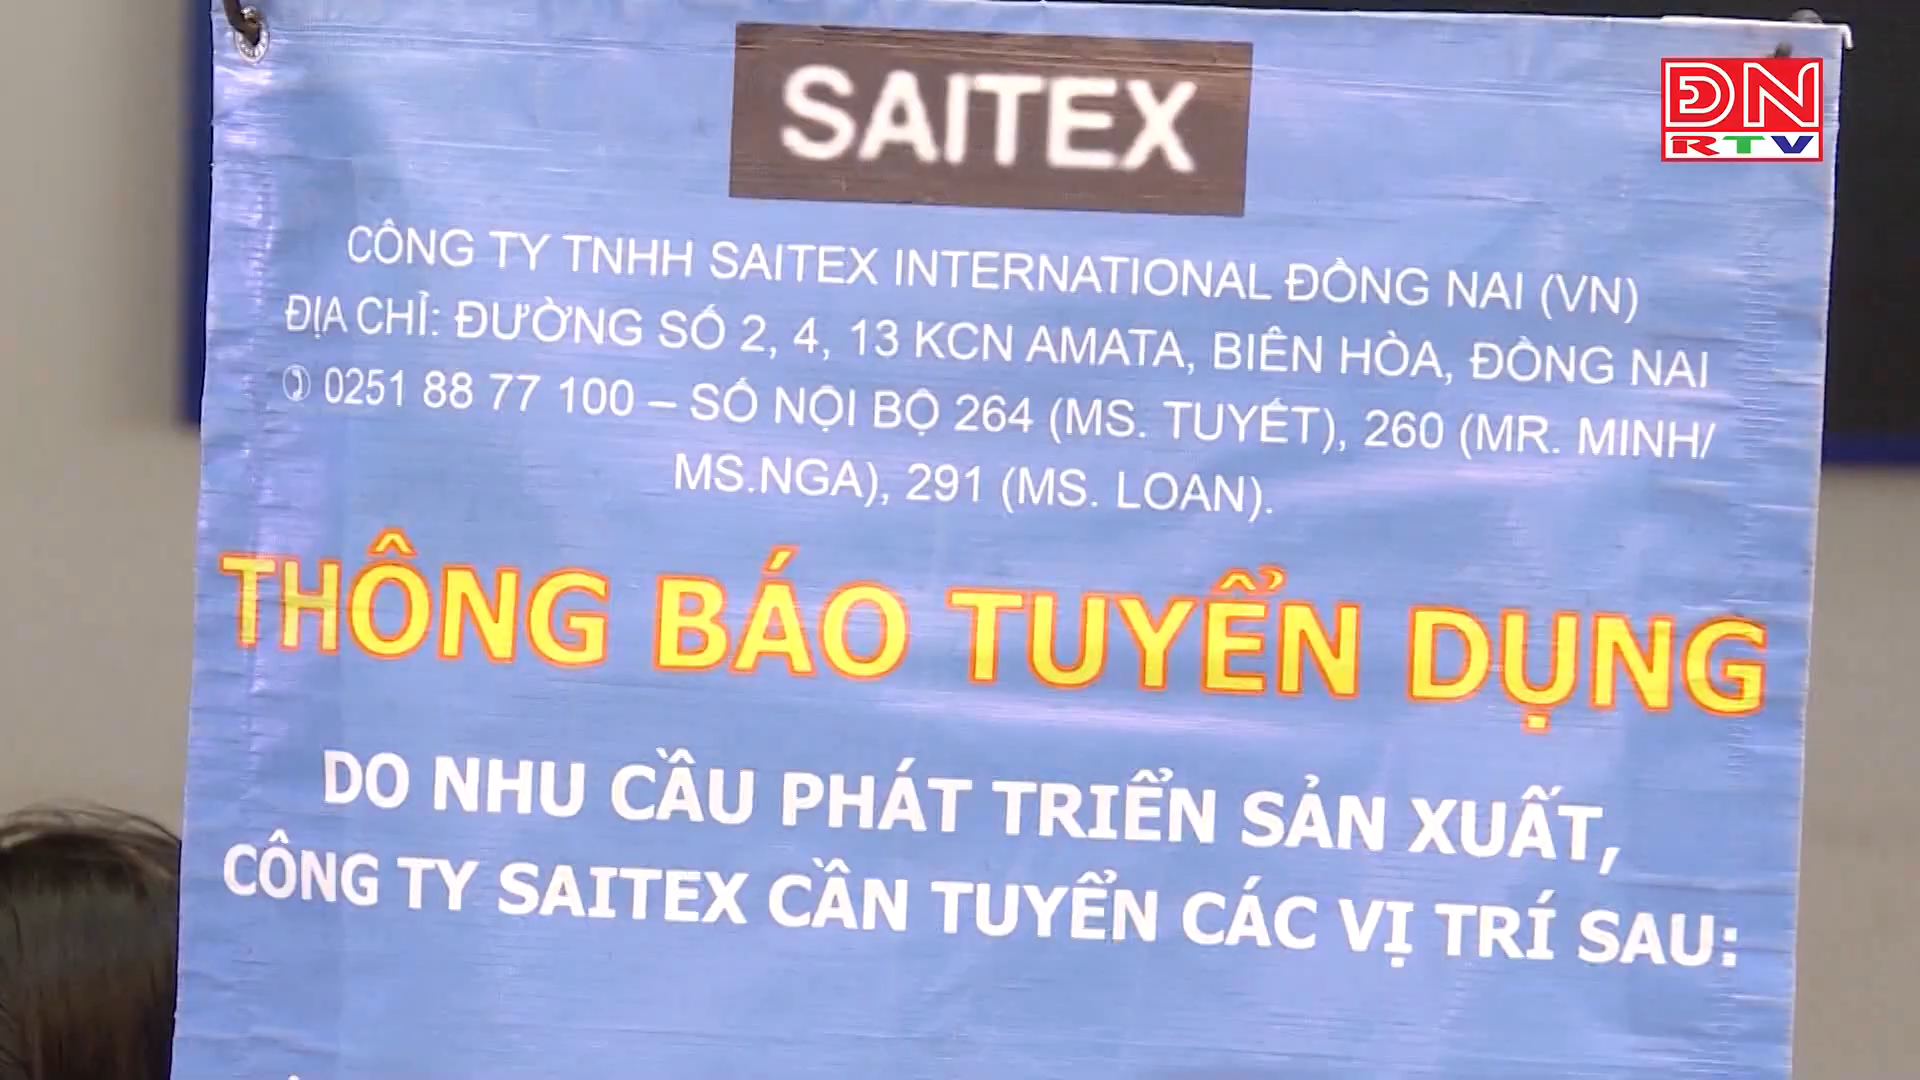 SAITEX
ĐN
RTV
CÔNG TY TNHH SAITEX INTERNATIONAL ĐỒNG NAI (VN)
ĐỊA CHỈ: ĐƯỜNG SỐ 2, 4, 13 KCN AMATA, BIÊN HÒA, ĐỒNG NAI
✆ 0251 88 77 100 – SỐ NỘI BỘ 264 (MS. TUYẾT), 260 (MR. MINH/
MS.NGA), 291 (MS. LOAN).
THÔNG BÁO TUYỂN DỤNG
DO NHU CẦU PHÁT TRIỂN SẢN XUẤT,
CÔNG TY SAITEX CẦN TUYỂN CÁC VỊ TRÍ SAU: